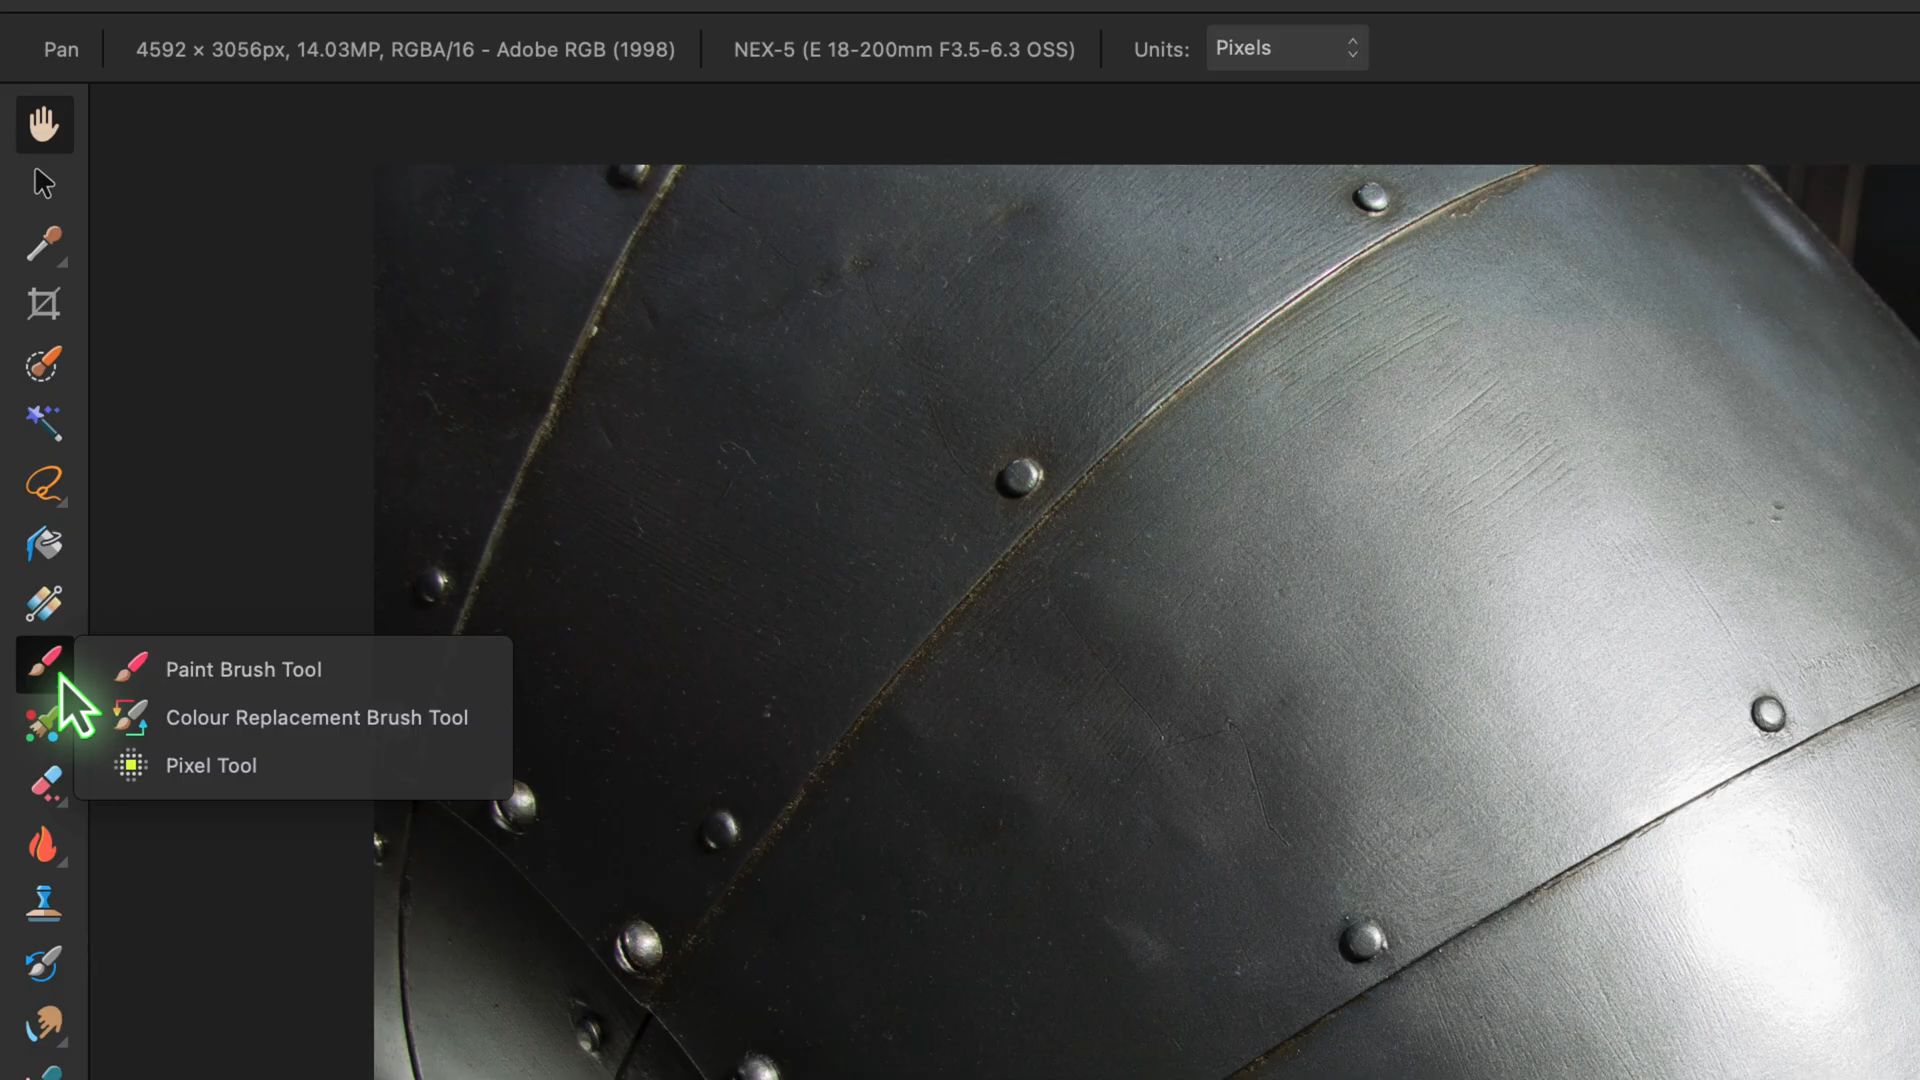 Pan
4592 × 3056px, 14.03MP, RGBA/16 - Adobe RGB (1998)
NEX-5 (E 18-200mm F3.5-6.3 OSS)
Units:
Pixels
Paint Brush Tool
Colour Replacement Brush Tool
Pixel Tool